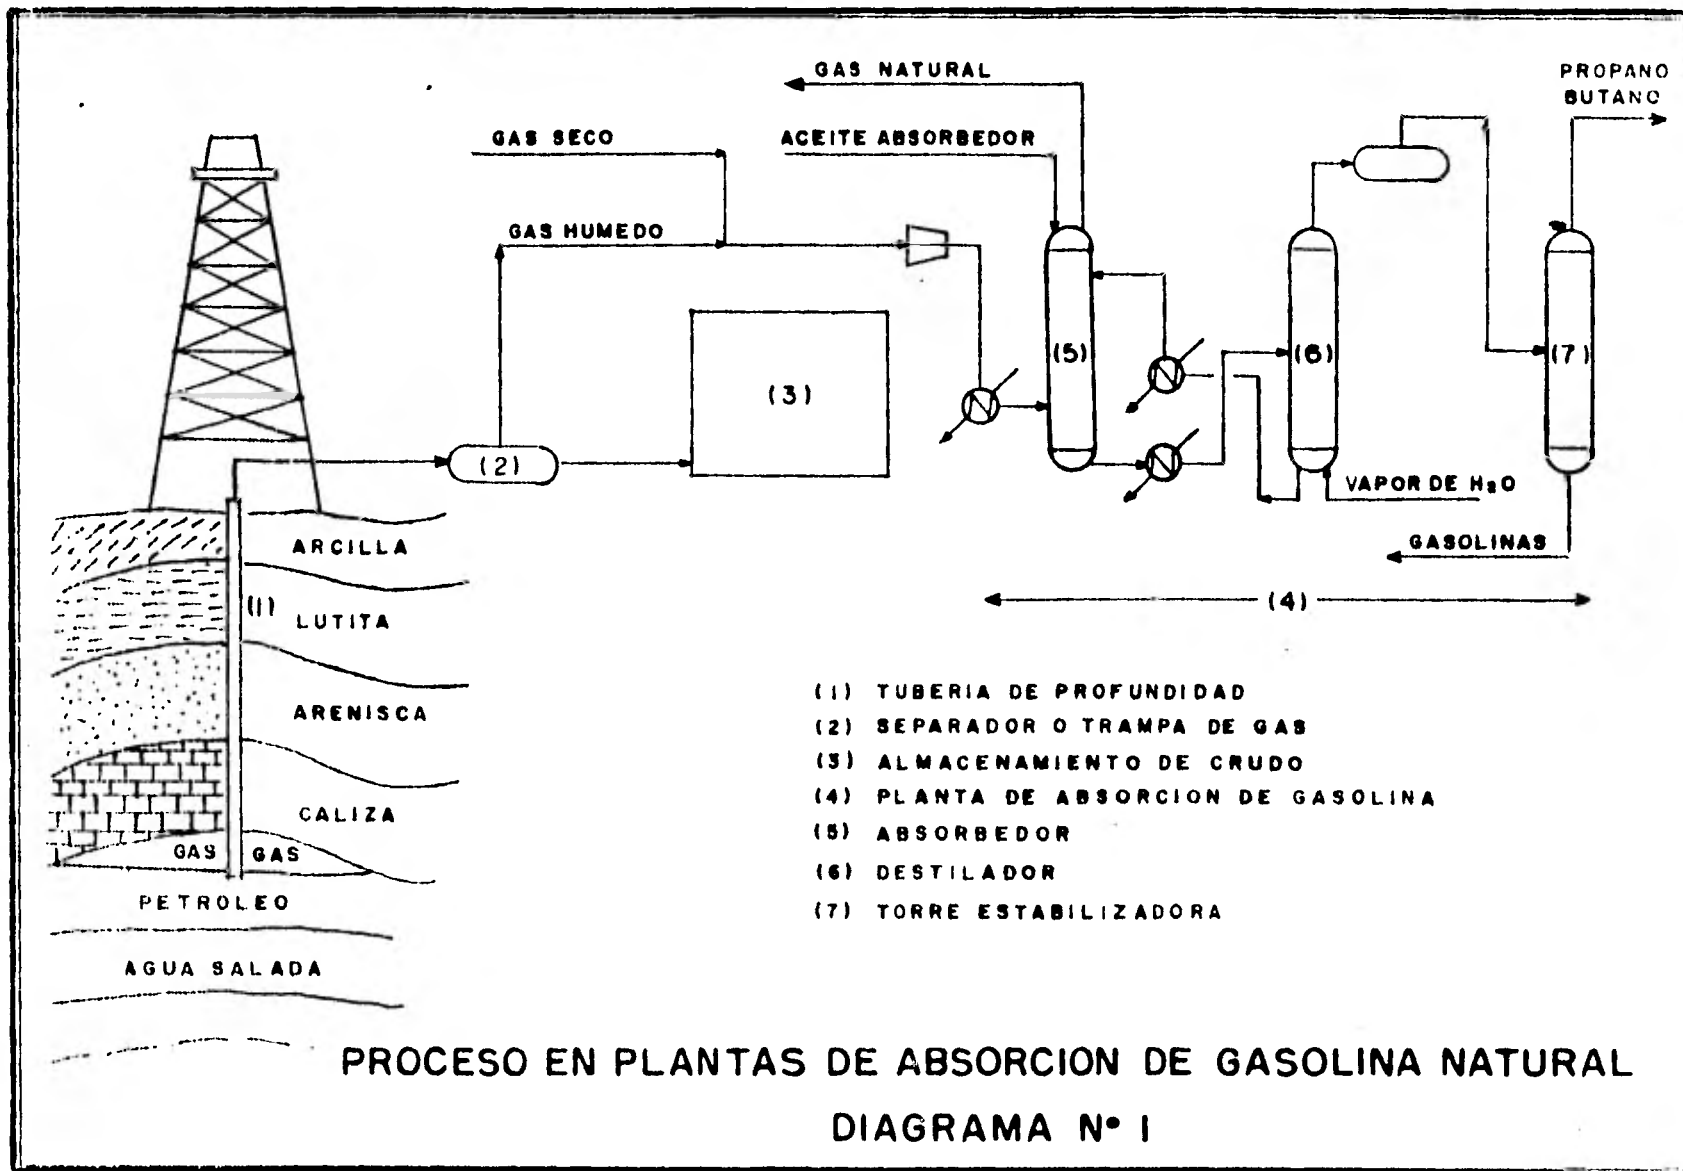 GAS NATURAL
PROPANO
BUTANO
GAS SECO
ACEITE ABSORBEDOR
GAS HUMEDO
(5)
(6)
(7)
(3)
(2)
VAPOR DE H2O
GASOLINAS
ARCILLA
(1)
LUTITA
(4)
ARENISCA
CALIZA
GAS GAS
PETROLEO
AGUA SALADA
(1) TUBERIA DE PROFUNDIDAD
(2) SEPARADOR O TRAMPA DE GAS
(3) ALMACENAMIENTO DE CRUDO
(4) PLANTA DE ABSORCION DE GASOLINA
(5) ABSORBEDOR
(6) DESTILADOR
(7) TORRE ESTABILIZADORA
PROCESO EN PLANTAS DE ABSORCION DE GASOLINA NATURAL
DIAGRAMA Nº I